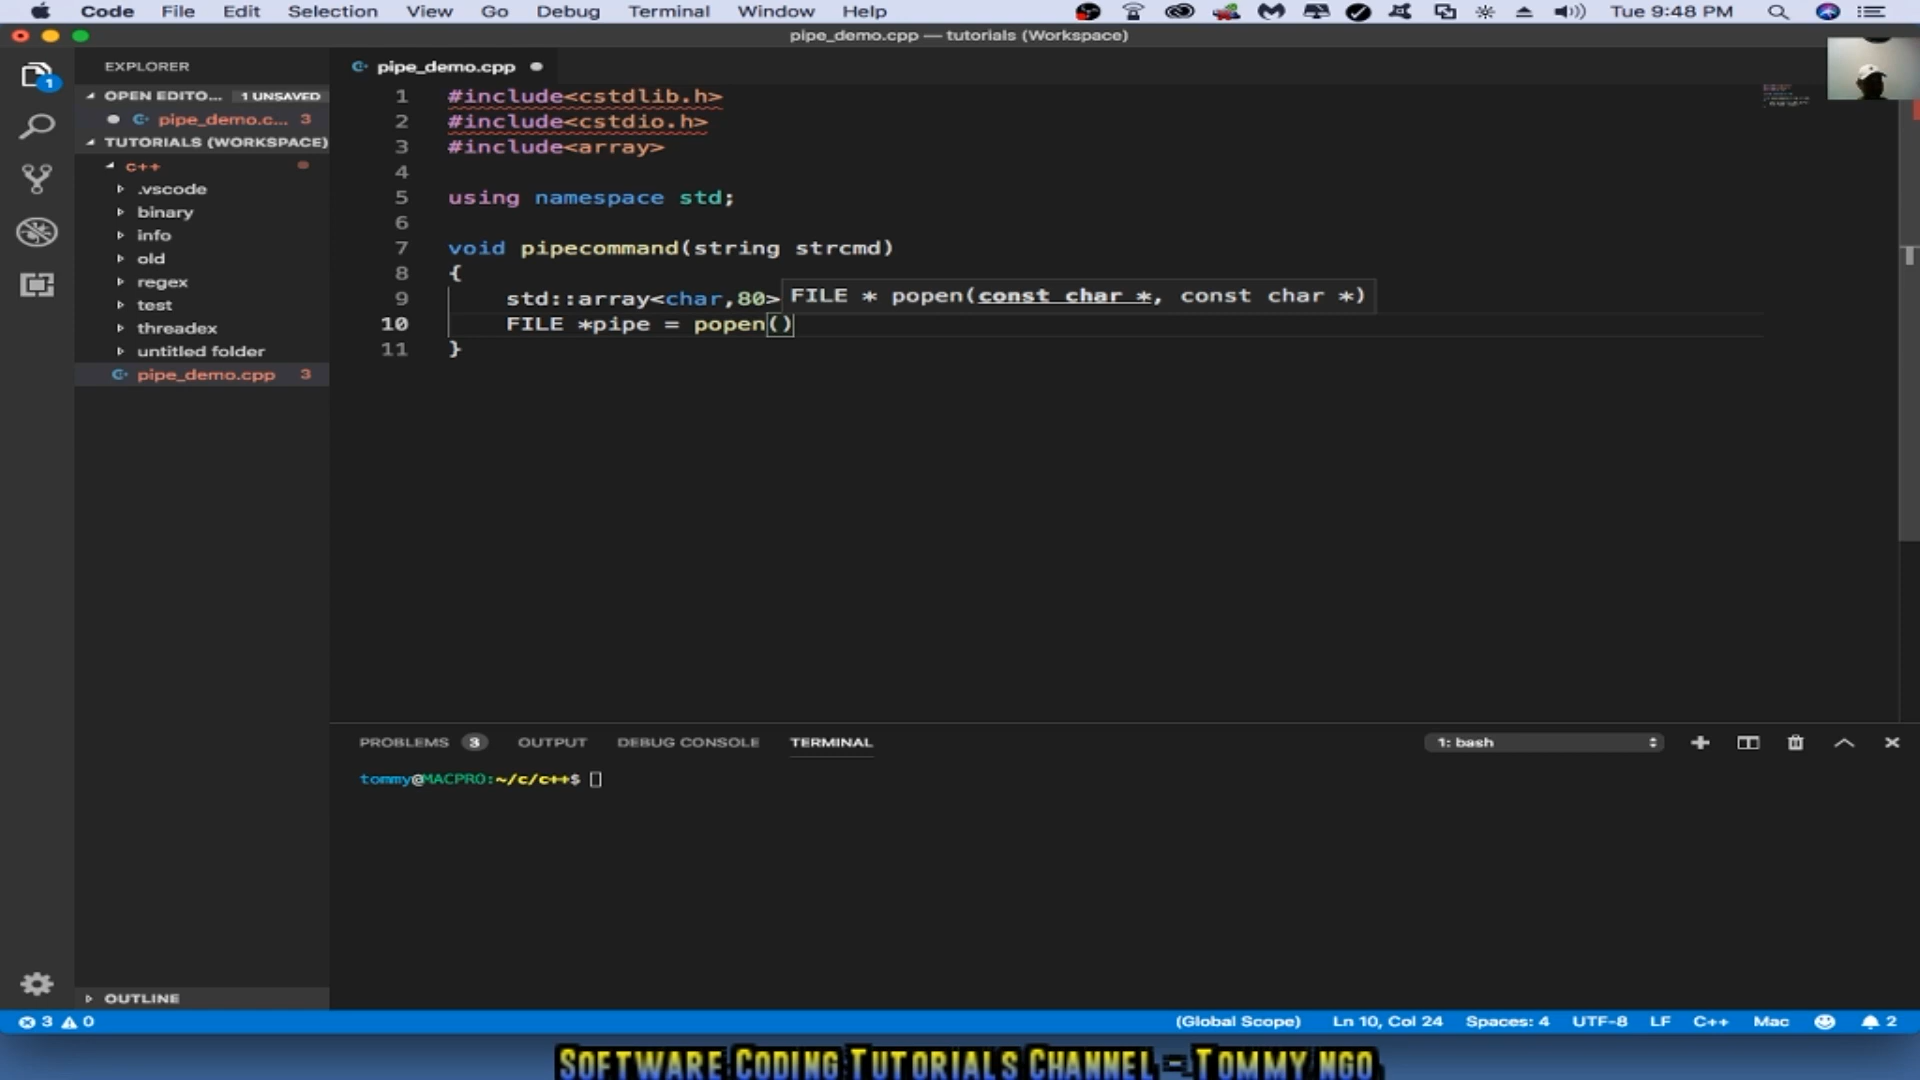 Code File Edit Selection View Go Debug Terminal Window Help Tue 9:48 PM
pipe_demo.cpp — tutorials (Workspace)
EXPLORER
OPEN EDITO... 1 UNSAVED
pipe_demo.c... 3
TUTORIALS (WORKSPACE)
c++
.vscode
binary
info
old
regex
test
threadex
untitled folder
pipe_demo.cpp 3
OUTLINE
pipe_demo.cpp
1 #include<cstdlib.h>
2 #include<cstdio.h>
3 #include<array>
4
5 using namespace std;
6
7 void pipecommand(string strcmd)
8 {
9 std::array<char,80>
FILE * popen(const char *, const char *)
10 FILE *pipe = popen()
11 }
PROBLEMS 3 OUTPUT DEBUG CONSOLE TERMINAL 1: bash
tommy@MACPRO:~/c/c++$
3 0 (Global Scope) Ln 10, Col 24 Spaces: 4 UTF-8 LF C++ Mac 2
SOFTWARE CODING TUTORIALS CHANNEL - TOMMY NGO